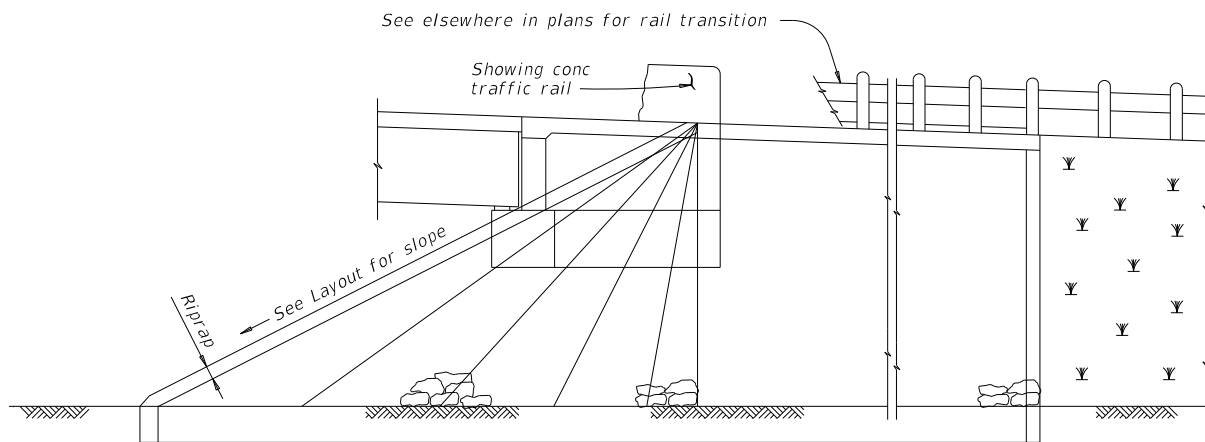 See elsewhere in plans for rail transition
Showing conc
traffic rail
See Layout for slope
Riprap